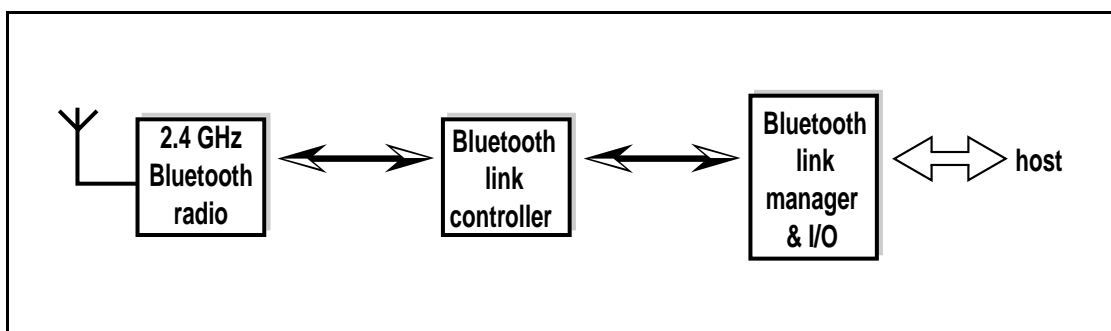 2.4 GHz
Bluetooth
radio
Bluetooth
link
controller
Bluetooth
link
manager
& I/O
host